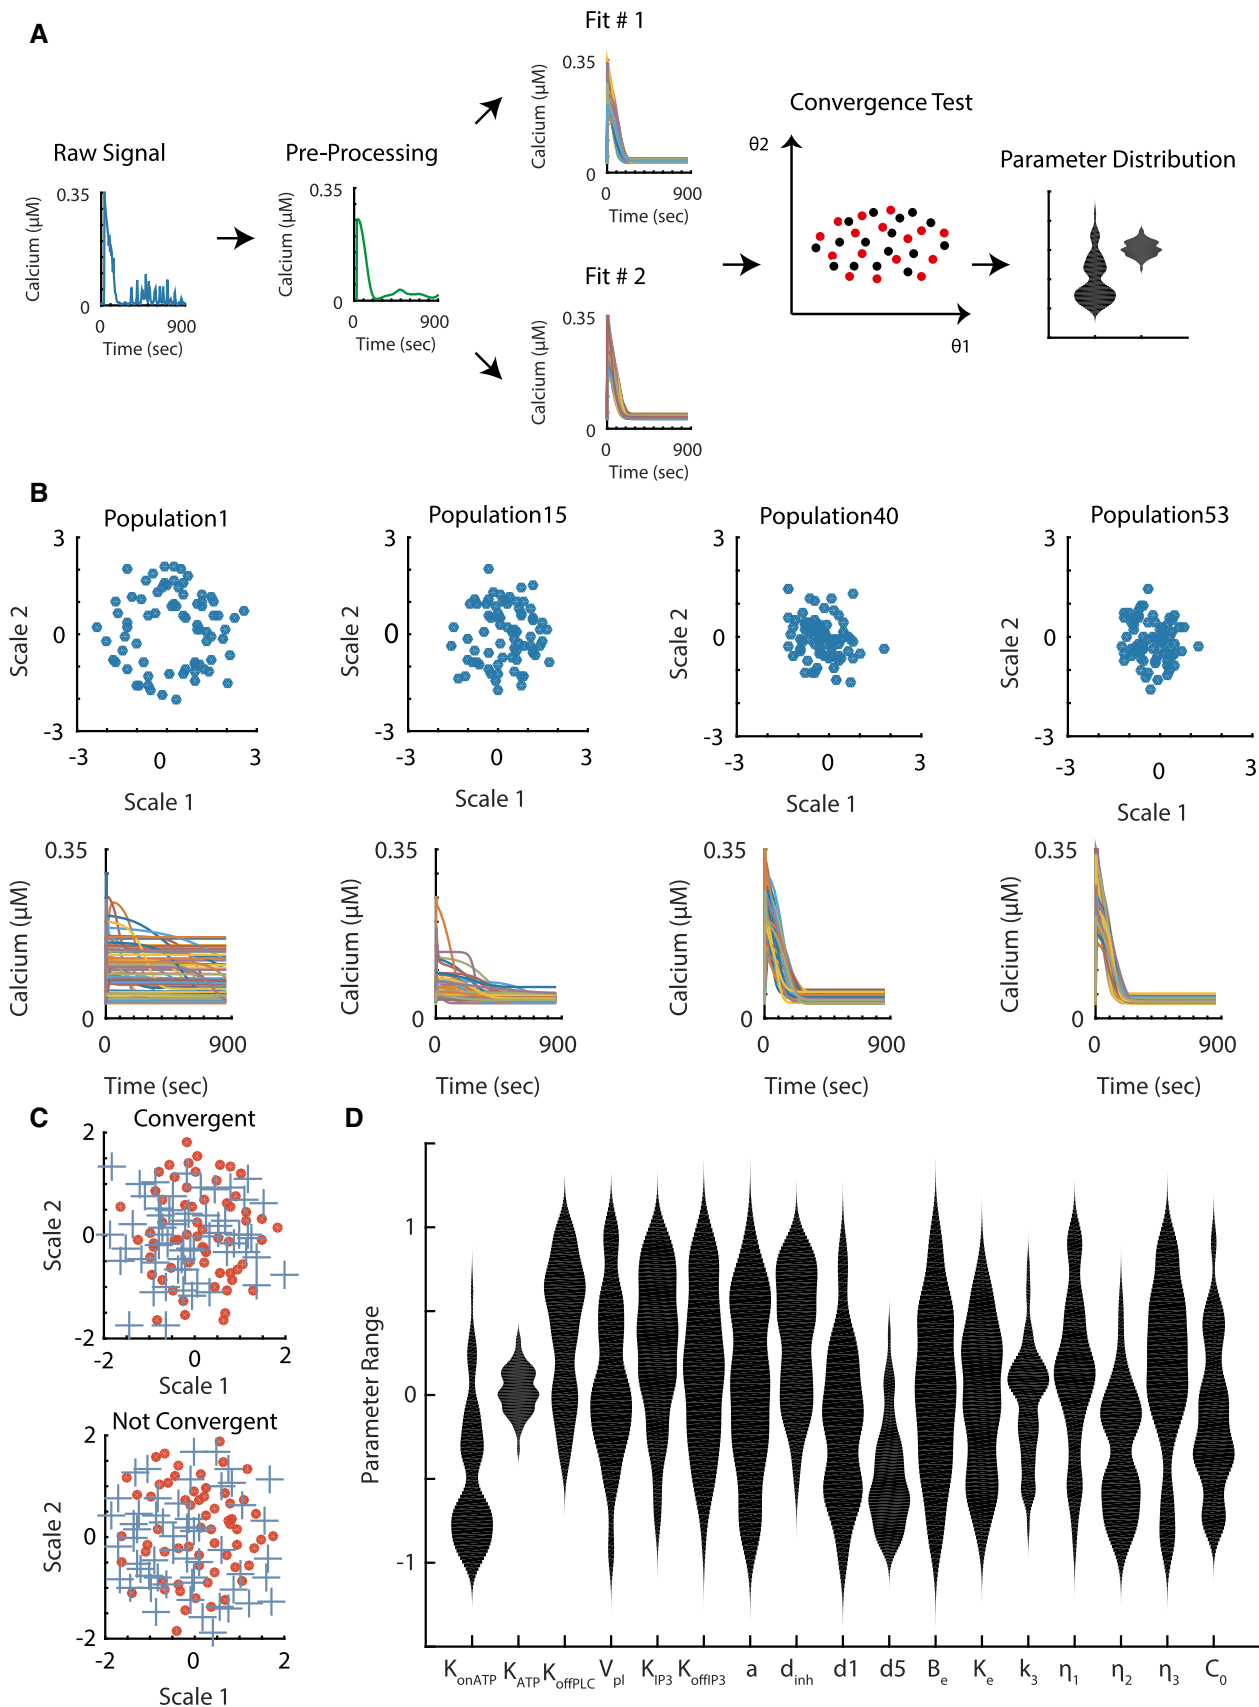 A
Raw Signal
0.35
Calcium (μM)
0
0
900
Time (sec)
Pre-Processing
0.35
Calcium (μM)
0
0
900
Time (sec)
Fit # 1
0.35
Calcium (μM)
0
0
900
Time (sec)
Fit # 2
0.35
Calcium (μM)
0
0
900
Time (sec)
Convergence Test
θ2
θ1
Parameter Distribution
B
Population1
3
Scale 2
0
-3
-3
0
3
Scale 1
Population15
3
Scale 2
0
-3
-3
0
3
Scale 1
Population40
3
Scale 2
0
-3
-3
0
3
Scale 1
Population53
3
Scale 2
0
-3
-3
0
3
Scale 1
0.35
Calcium (μM)
0
0
900
Time (sec)
0.35
Calcium (μM)
0
0
900
Time (sec)
0.35
Calcium (μM)
0
0
900
Time (sec)
0.35
Calcium (μM)
0
0
900
Time (sec)
C
Convergent
2
Scale 2
0
-2
-2
0
2
Scale 1
Not Convergent
2
Scale 2
0
-2
-2
0
2
Scale 1
D
Parameter Range
1
0
-1
KonATP KATP KoffPLC Vpl KIP3 KoffIP3 a dinh d1 d5 Be Ke k3 η1 η2 η3 C0